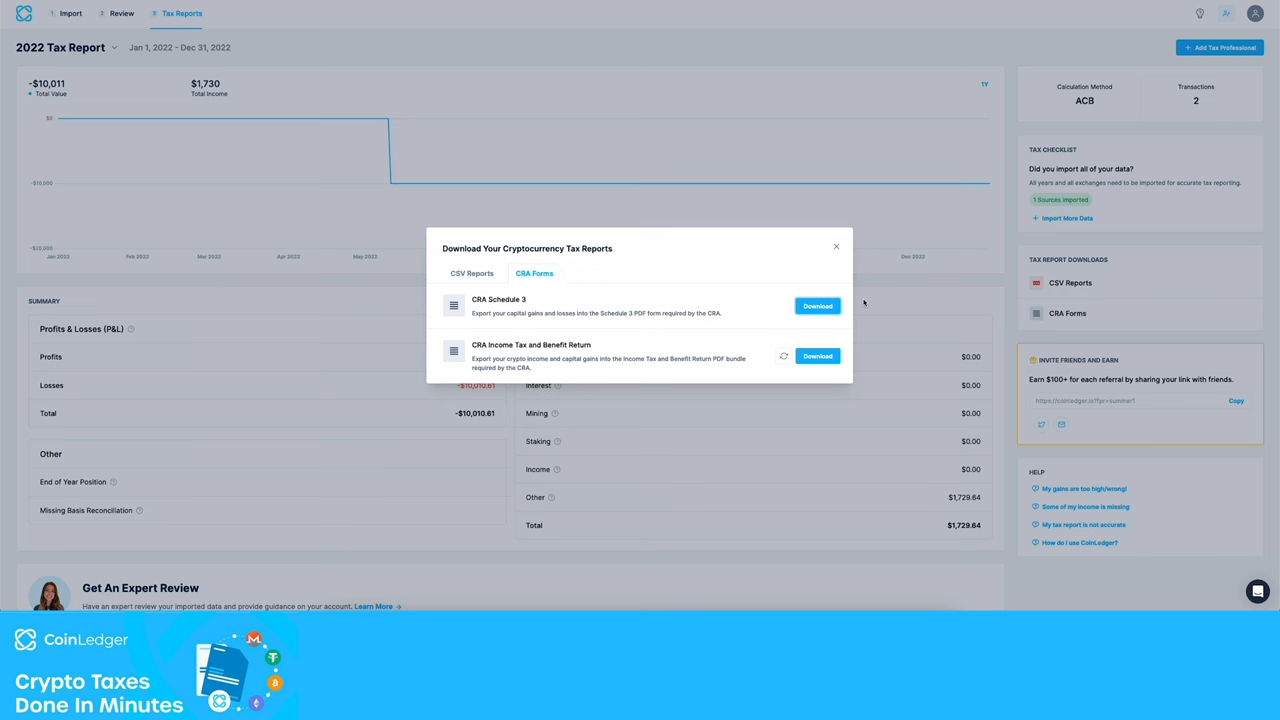 1 Import 2 Review 3 Tax Reports
2022 Tax Report Jan 1, 2022 - Dec 31, 2022
+ Add Tax Professional
-$10,011 $1,730 1Y
Total Value Total Income
$0
-$10,000
-$20,000
Jan 2022 Feb 2022 Mar 2022 Apr 2022 May 2022 Dec 2022
Calculation Method Transactions
ACB 2
TAX CHECKLIST
Did you import all of your data?
All years and all exchanges need to be imported for accurate tax reporting.
1 Sources Imported
+ Import More Data
TAX REPORT DOWNLOADS
CSV Reports
CRA Forms
INVITE FRIENDS AND EARN
Earn $100+ for each referral by sharing your link with friends.
https://coinledger.io?fpr=summer1 Copy
HELP
My gains are too high/wrong!
Some of my income is missing
My tax report is not accurate
How do I use CoinLedger?
Download Your Cryptocurrency Tax Reports
CSV Reports CRA Forms
CRA Schedule 3
Export your capital gains and losses into the Schedule 3 PDF form required by the CRA.
Download
CRA Income Tax and Benefit Return
Export your crypto income and capital gains into the Income Tax and Benefit Return PDF bundle
required by the CRA.
Download
SUMMARY
Profits & Losses (P&L)
Profits
Losses -$10,010.61
Total -$10,010.61
Other
End of Year Position
Missing Basis Reconciliation
$0.00
Interest $0.00
Mining $0.00
Staking $0.00
Income $0.00
Other $1,729.64
Total $1,729.64
Get An Expert Review
Have an expert review your imported data and provide guidance on your account. Learn More
CoinLedger
Crypto Taxes
Done In Minutes